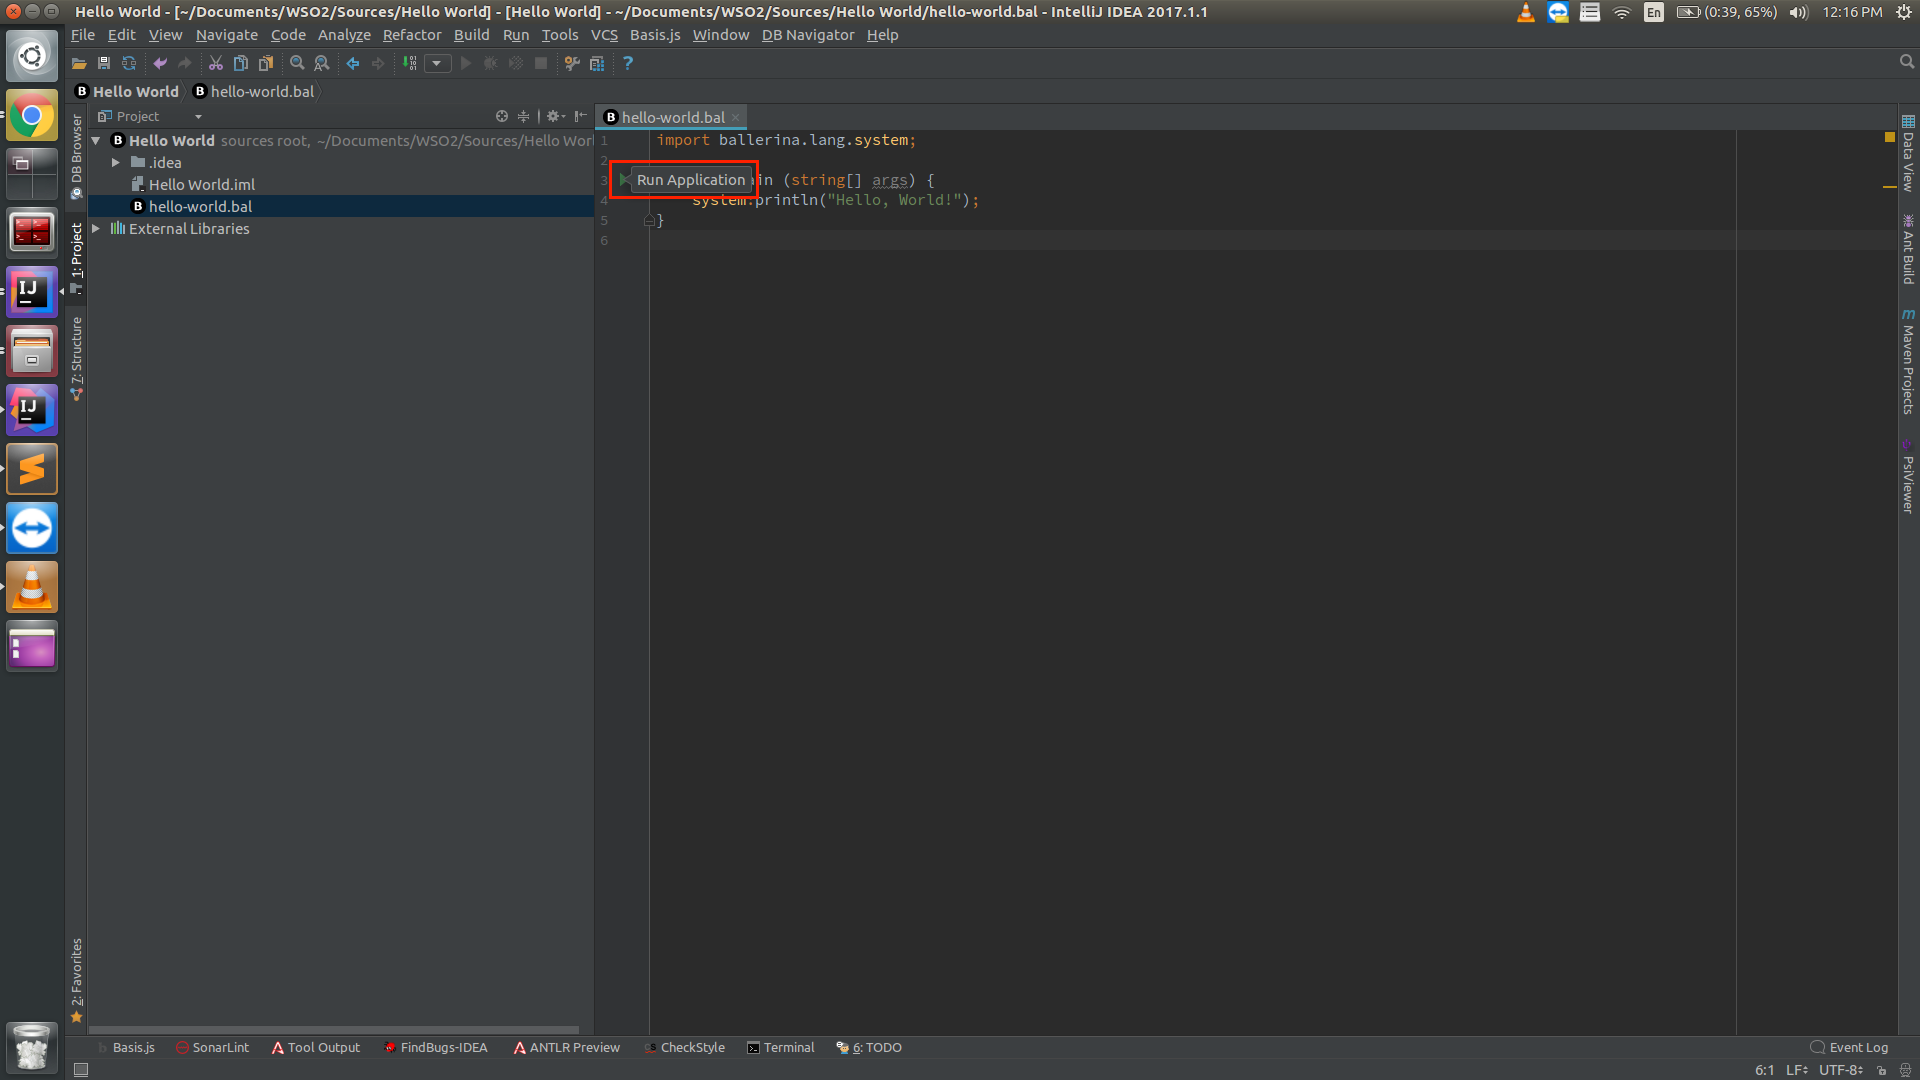 Hello World - [~/Documents/WSO2/Sources/Hello World] - [Hello World] - ~/Documents/WSO2/Sources/Hello World/hello-world.bal - IntelliJ IDEA 2017.1.1
En (0:39, 65%) 12:16 PM
File Edit View Navigate Code Analyze Refactor Build Run Tools VCS Basis.js Window DB Navigator Help
B Hello World B hello-world.bal
Project
B hello-world.bal
B Hello World sources root, ~/Documents/WSO2/Sources/Hello Worl
.idea
Hello World.iml
B hello-world.bal
External Libraries
1 import ballerina.lang.system;
2
3 Run Application in (string[] args) {
4 system.println("Hello, World!");
5 }
6
DB Browser
1: Project
7: Structure
2: Favorites
IJ
IJ
Data View
Ant Build
m Maven Projects
PsiViewer
Basis.js SonarLint Tool Output FindBugs-IDEA ANTLR Preview CS CheckStyle Terminal 6: TODO Event Log
6:1 LF UTF-8